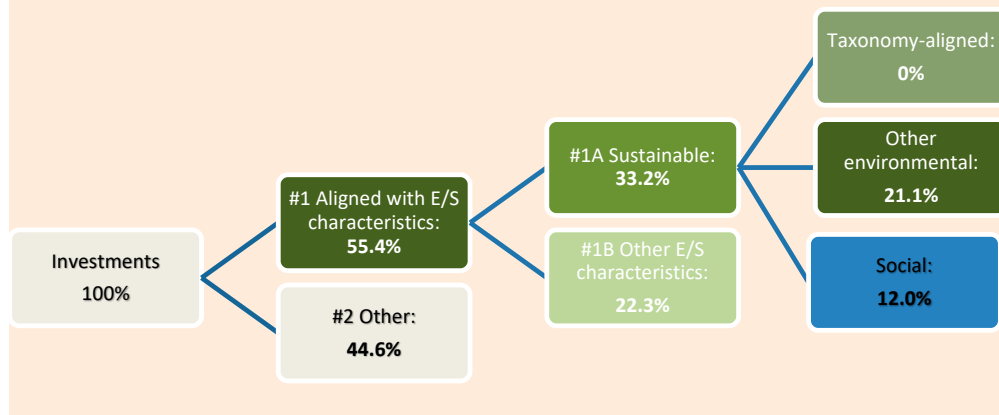 Investments
100%
#1 Aligned with E/S
characteristics:
55.4%
#2 Other:
44.6%
#1A Sustainable:
33.2%
#1B Other E/S
characteristics:
22.3%
Taxonomy-aligned:
0%
Other
environmental:
21.1%
Social:
12.0%